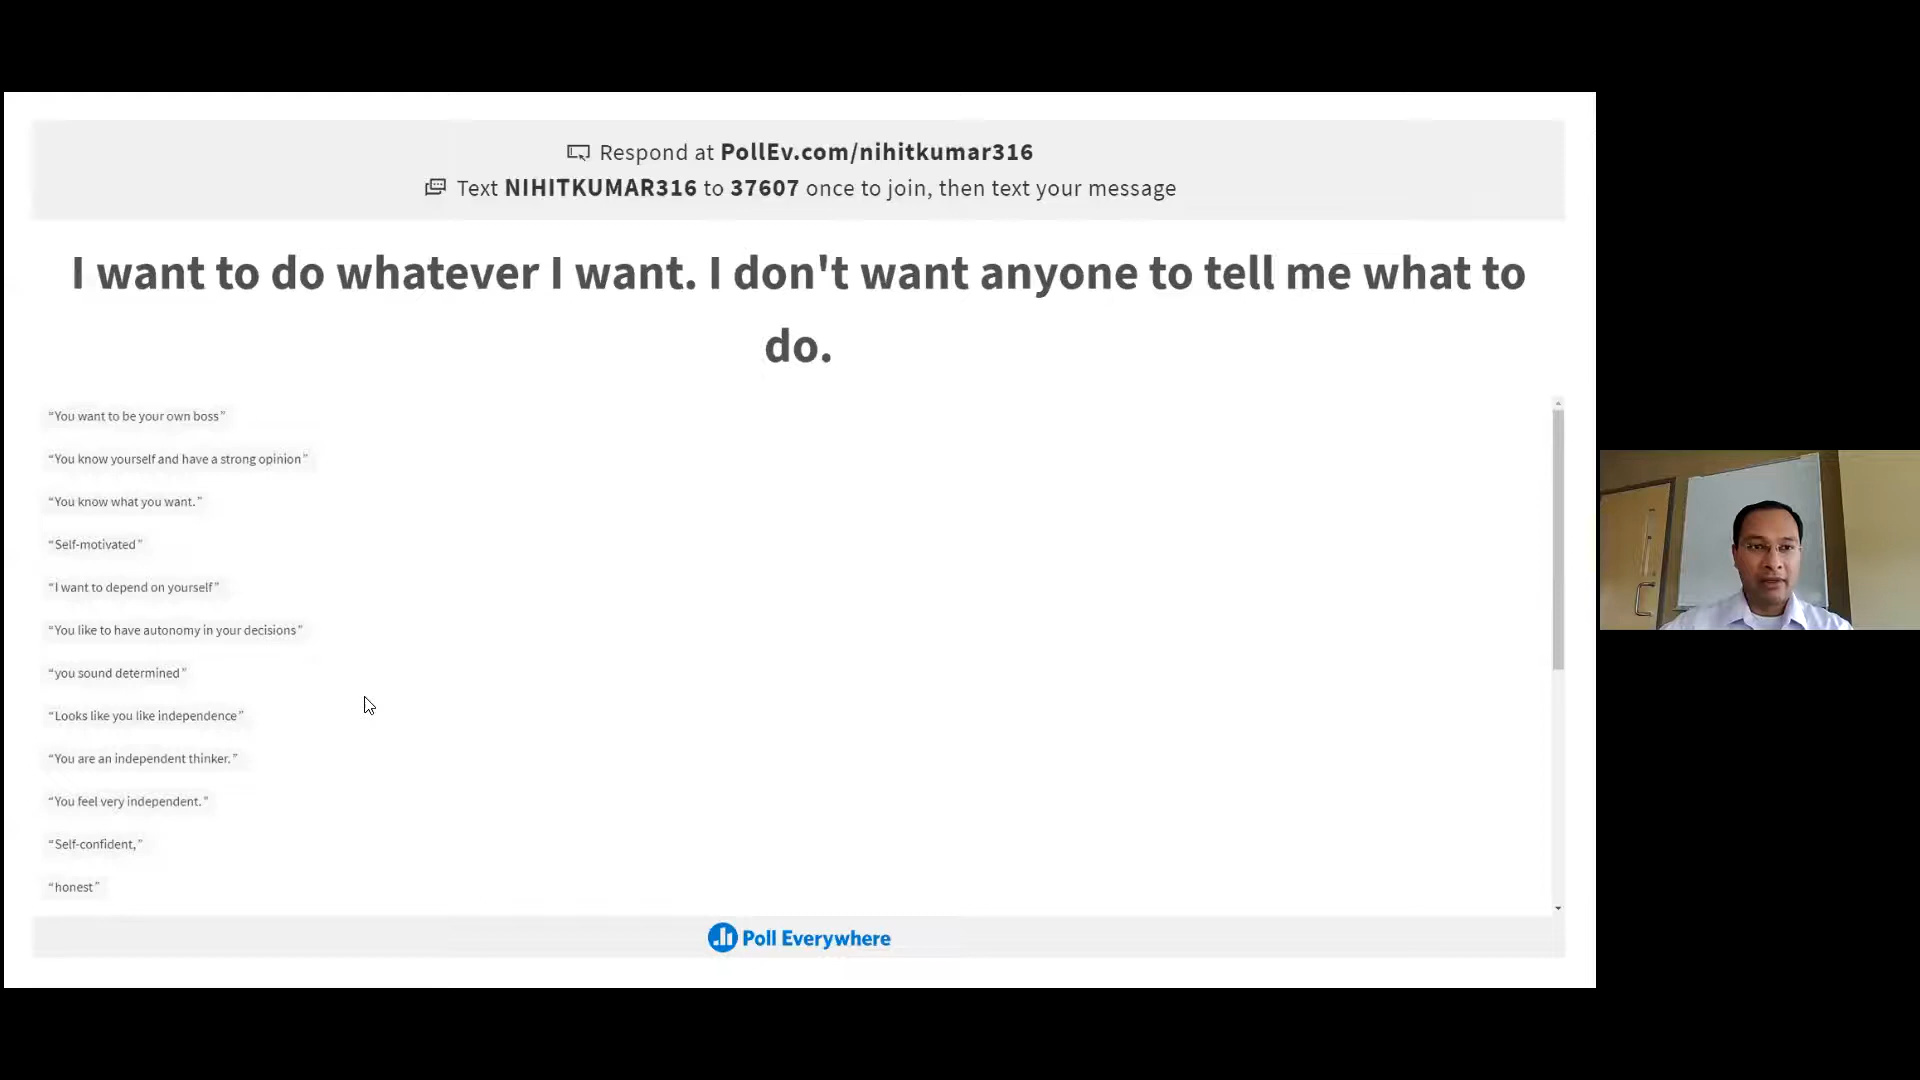 Respond at PollEv.com/nihitkumar316
Text NIHITKUMAR316 to 37607 once to join, then text your message
I want to do whatever I want. I don't want anyone to tell me what to
do.
“You want to be your own boss”
“You know yourself and have a strong opinion”
“You know what you want.”
“Self-motivated”
“I want to depend on yourself”
“You like to have autonomy in your decisions”
“you sound determined”
“Looks like you like independence”
“You are an independent thinker.”
“You feel very independent.”
“Self-confident,”
“honest”
Poll Everywhere